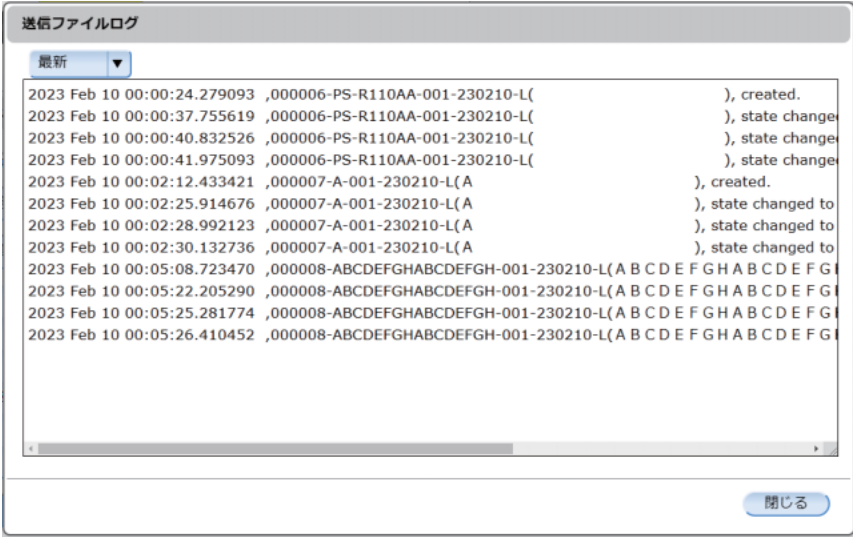 送信ファイルログ
最新 ▼
2023 Feb 10 00:00:24.279093 ,000006-PS-R110AA-001-230210-L( ), created.
2023 Feb 10 00:00:37.755619 ,000006-PS-R110AA-001-230210-L( ), state changed
2023 Feb 10 00:00:40.832526 ,000006-PS-R110AA-001-230210-L( ), state changed
2023 Feb 10 00:00:41.975093 ,000006-PS-R110AA-001-230210-L( ), state changed
2023 Feb 10 00:02:12.433421 ,000007-A-001-230210-L(A ), created.
2023 Feb 10 00:02:25.914676 ,000007-A-001-230210-L(A ), state changed to
2023 Feb 10 00:02:28.992123 ,000007-A-001-230210-L(A ), state changed to
2023 Feb 10 00:02:30.132736 ,000007-A-001-230210-L(A ), state changed to
2023 Feb 10 00:05:08.723470 ,000008-ABCDEFGHABCDEFGH-001-230210-L(A B C D E F G H A B C D E F G
2023 Feb 10 00:05:22.205290 ,000008-ABCDEFGHABCDEFGH-001-230210-L(A B C D E F G H A B C D E F G
2023 Feb 10 00:05:25.281774 ,000008-ABCDEFGHABCDEFGH-001-230210-L(A B C D E F G H A B C D E F G
2023 Feb 10 00:05:26.410452 ,000008-ABCDEFGHABCDEFGH-001-230210-L(A B C D E F G H A B C D E F G
閉じる